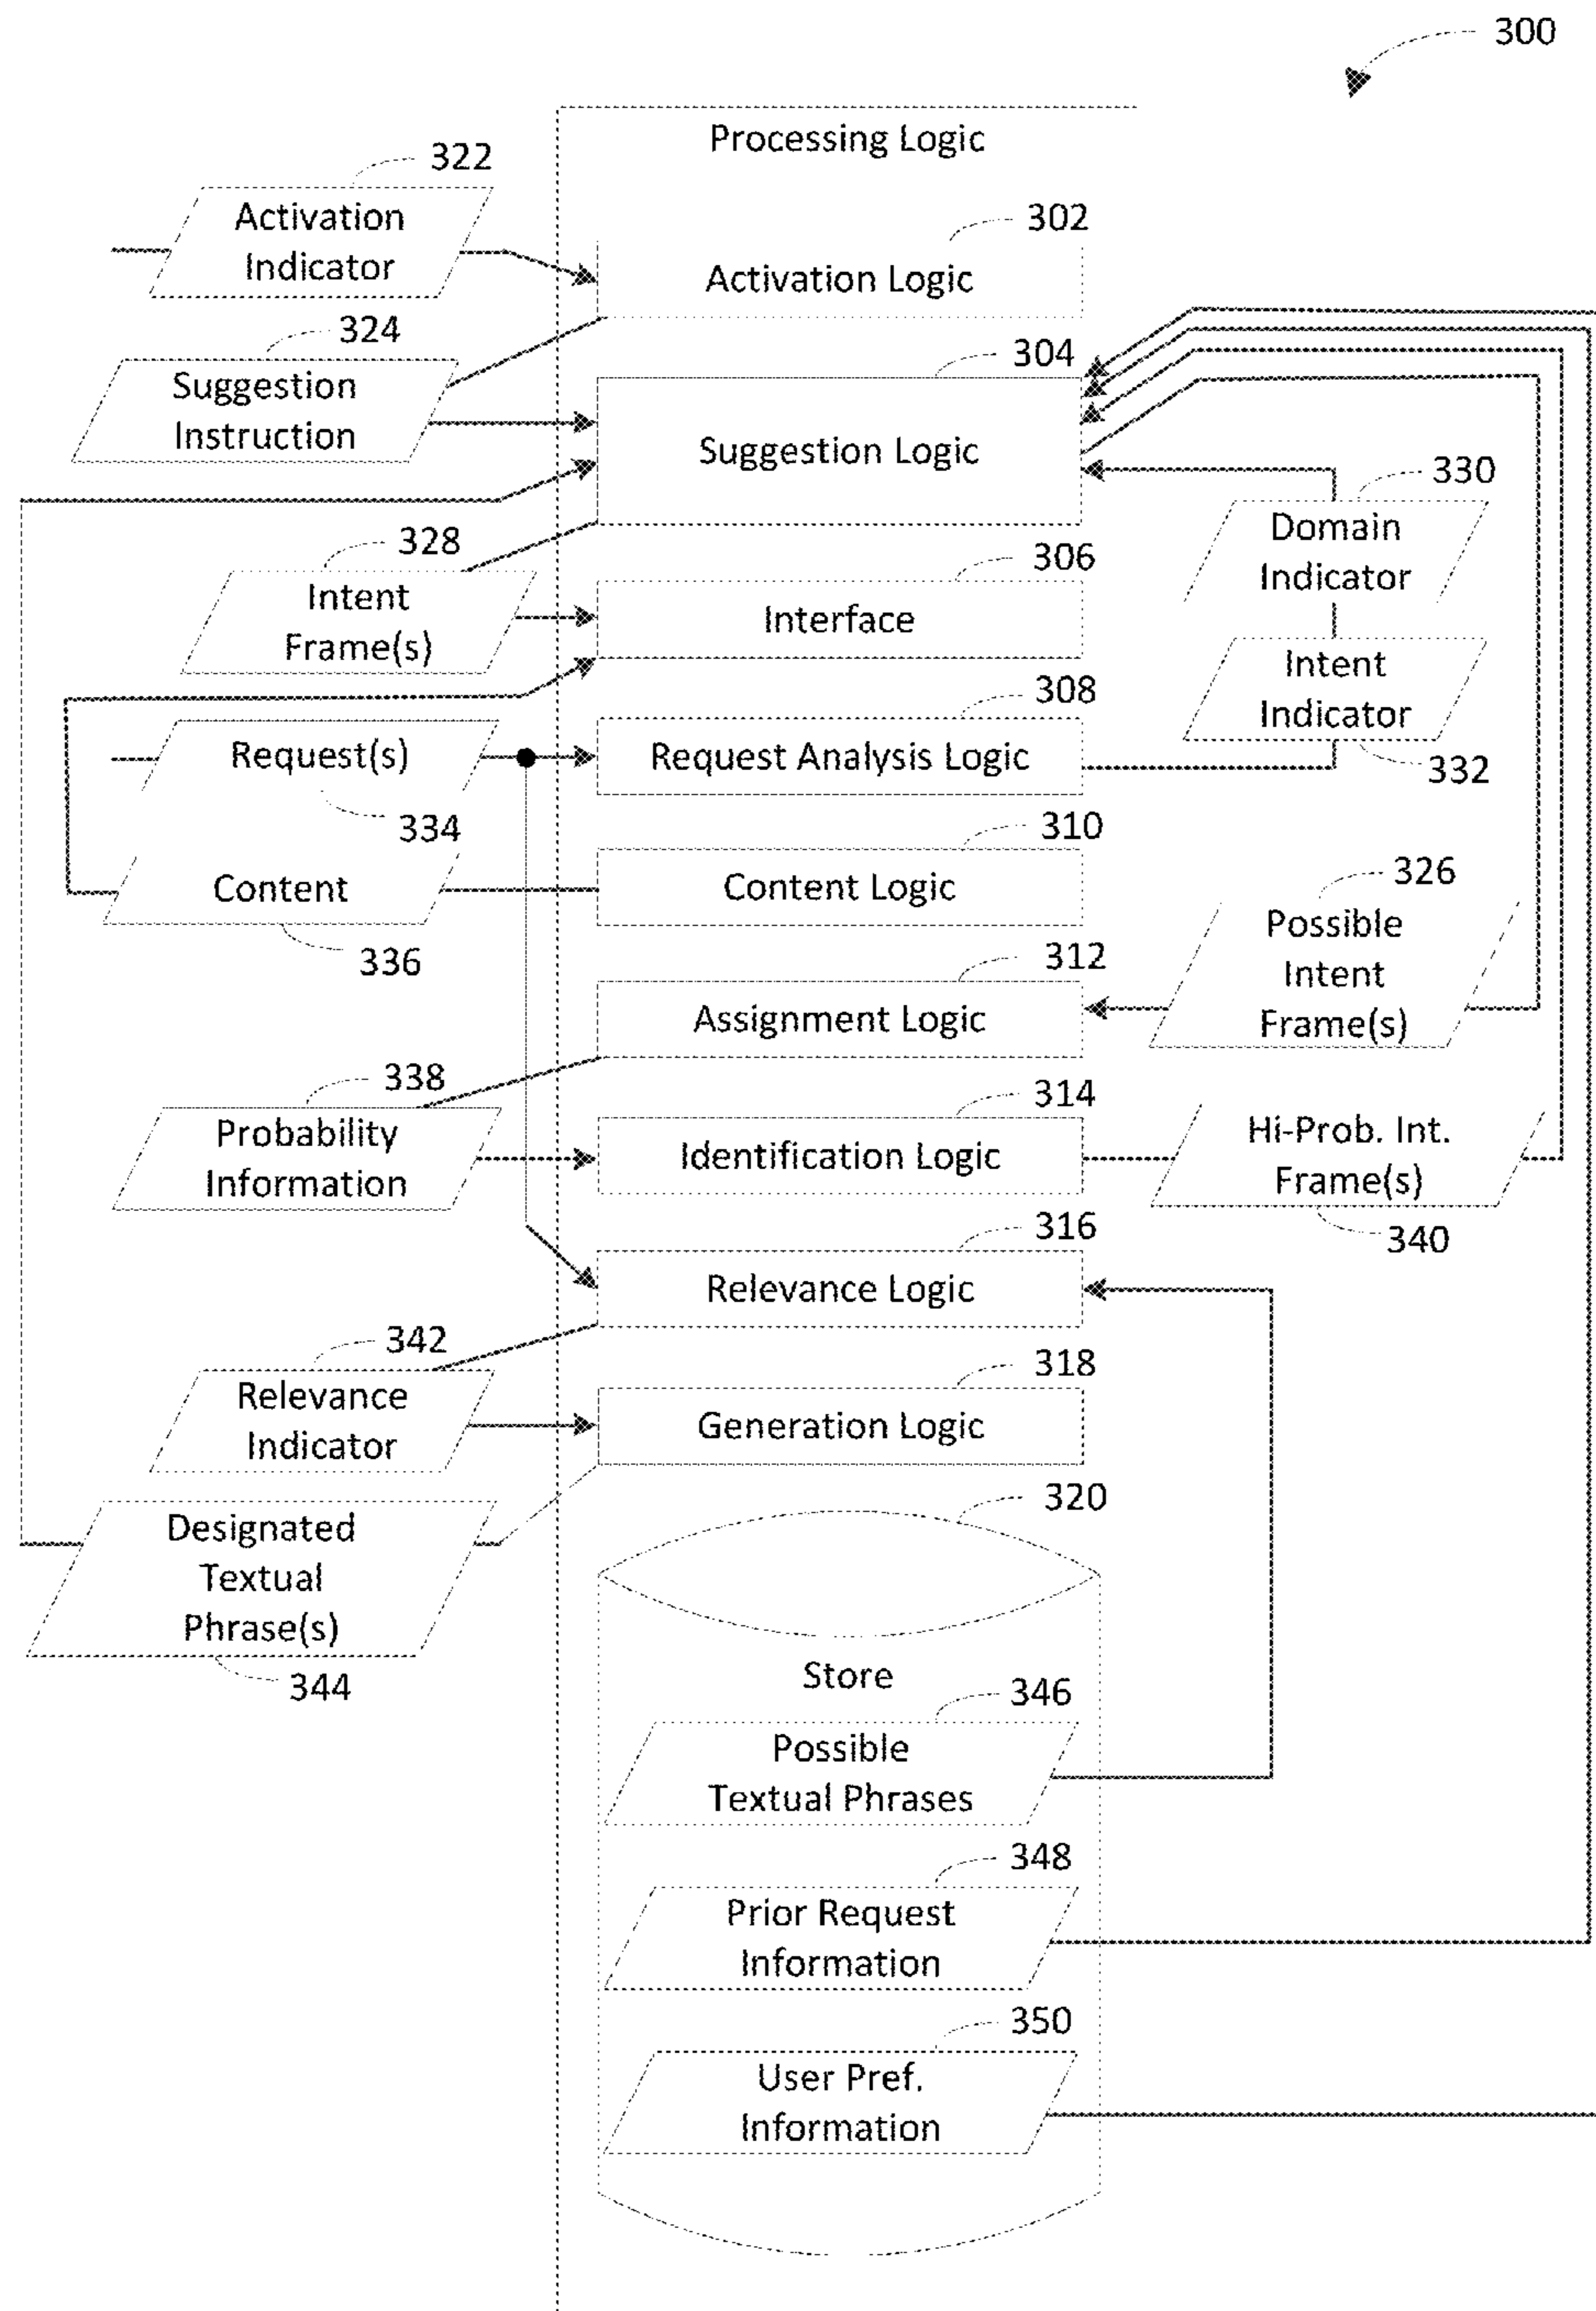 300
Processing Logic
322
Activation
Indicator
302
Activation Logic
324
Suggestion
Instruction
304
Suggestion Logic
330
Domain
Indicator
328
Intent
Frame(s)
306
Interface
Intent
Indicator
332
308
Request(s)
334
Request Analysis Logic
310
Content
336
Content Logic
326
Possible
Intent
Frame(s)
312
Assignment Logic
338
Probability
Information
314
Identification Logic
Hi-Prob. Int.
Frame(s)
340
316
Relevance Logic
342
Relevance
Indicator
318
Generation Logic
320
Designated
Textual
Phrase(s)
344
Store
346
Possible
Textual Phrases
348
Prior Request
Information
350
User Pref.
Information